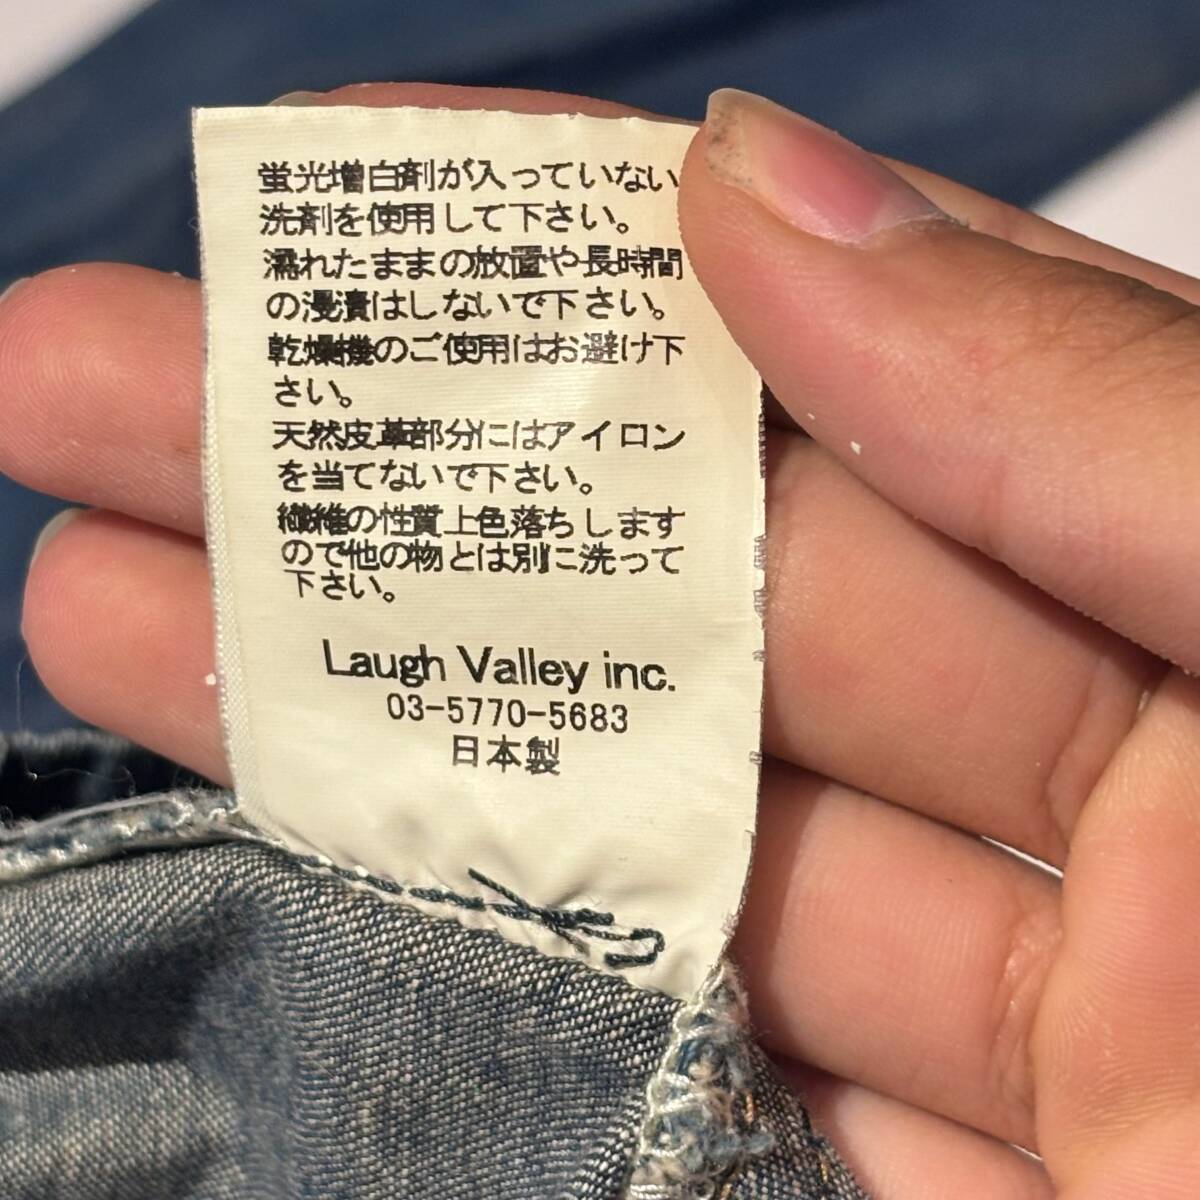 蛍光増白剤が入っていない
洗剤を使用して下さい。
濡れたままの放置や長時間
の浸漬はしないで下さい。
乾燥機のご使用はお避け下
さい。
天然皮革部分にはアイロン
を当てないで下さい。
繊維の性質上色落ちします
ので他の物とは別に洗って
下さい。
Laugh Valley inc.
03-5770-5683
日本製